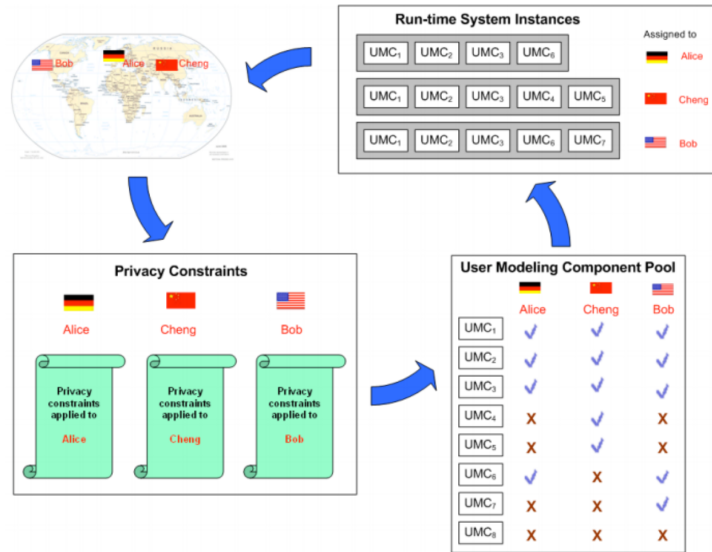 Bob
Alice
Cheng
Run-time System Instances
Assigned to
UMC1 UMC2 UMC3 UMC6
Alice
UMC1 UMC2 UMC3 UMC4 UMC5
Cheng
UMC1 UMC2 UMC3 UMC6 UMC7
Bob
Privacy Constraints
Alice Cheng Bob
Privacy
constraints
applied to
Alice
Privacy
constraints
applied to
Cheng
Privacy
constraints
applied to
Bob
User Modeling Component Pool
Alice Cheng Bob
UMC1
UMC2
UMC3
UMC4 X X
UMC5 X X
UMC6 X
UMC7 X X
UMC8 X X X